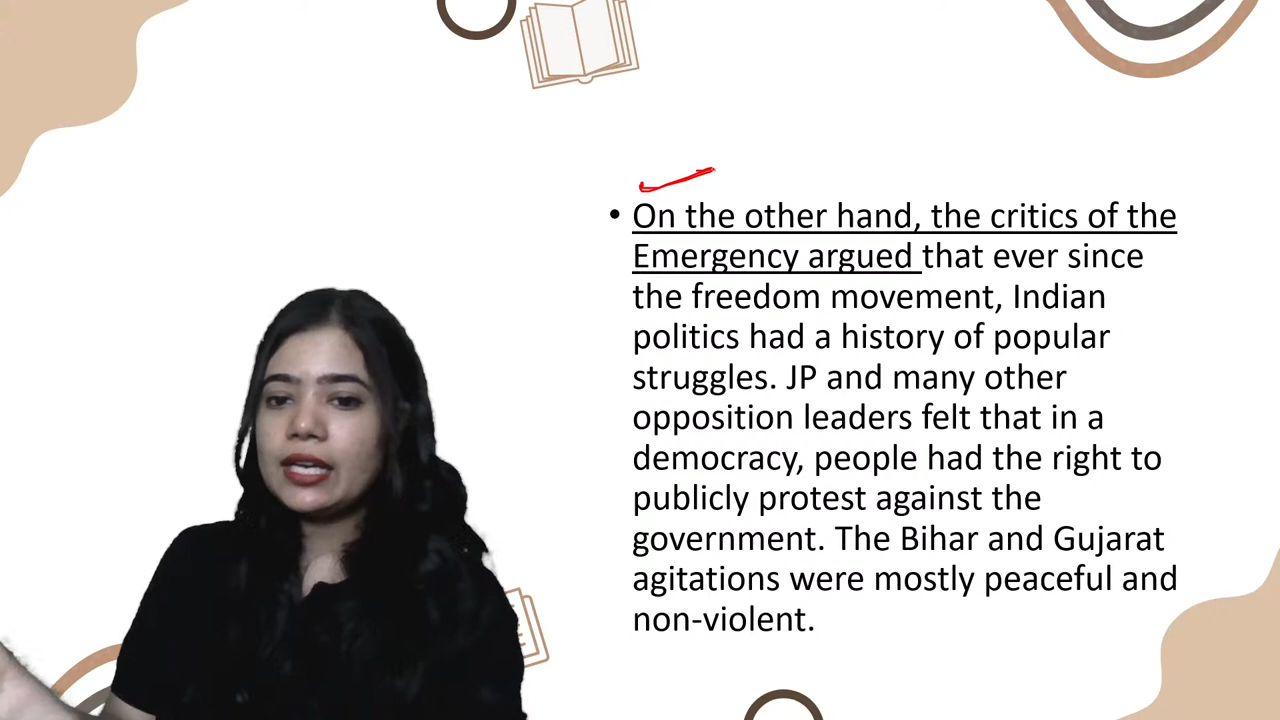 • On the other hand, the critics of the
Emergency argued that ever since
the freedom movement, Indian
politics had a history of popular
struggles. JP and many other
opposition leaders felt that in a
democracy, people had the right to
publicly protest against the
government. The Bihar and Gujarat
agitations were mostly peaceful and
non-violent.